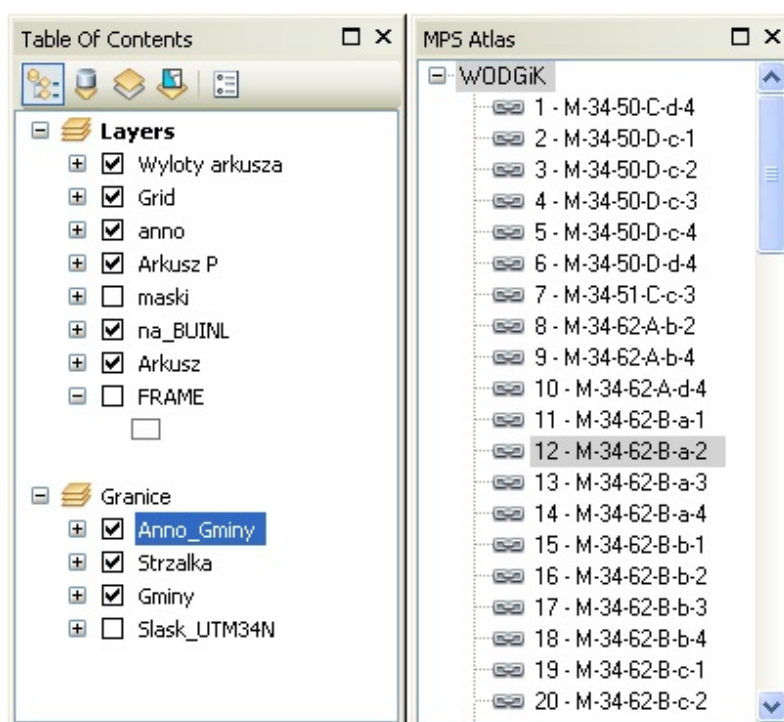 Table Of Contents
Layers
Wyloty arkusza
Grid
anno
Arkusz P
maski
na_BUINL
Arkusz
FRAME
Granice
Anno_Gminy
Strzalka
Gminy
Slask_UTM34N
MPS Atlas
WODGiK
1 - M-34-50-C-d-4
2 - M-34-50-D-c-1
3 - M-34-50-D-c-2
4 - M-34-50-D-c-3
5 - M-34-50-D-c-4
6 - M-34-50-D-d-4
7 - M-34-51-C-c-3
8 - M-34-62-A-b-2
9 - M-34-62-A-b-4
10 - M-34-62-A-d-4
11 - M-34-62-B-a-1
12 - M-34-62-B-a-2
13 - M-34-62-B-a-3
14 - M-34-62-B-a-4
15 - M-34-62-B-b-1
16 - M-34-62-B-b-2
17 - M-34-62-B-b-3
18 - M-34-62-B-b-4
19 - M-34-62-B-c-1
20 - M-34-62-B-c-2